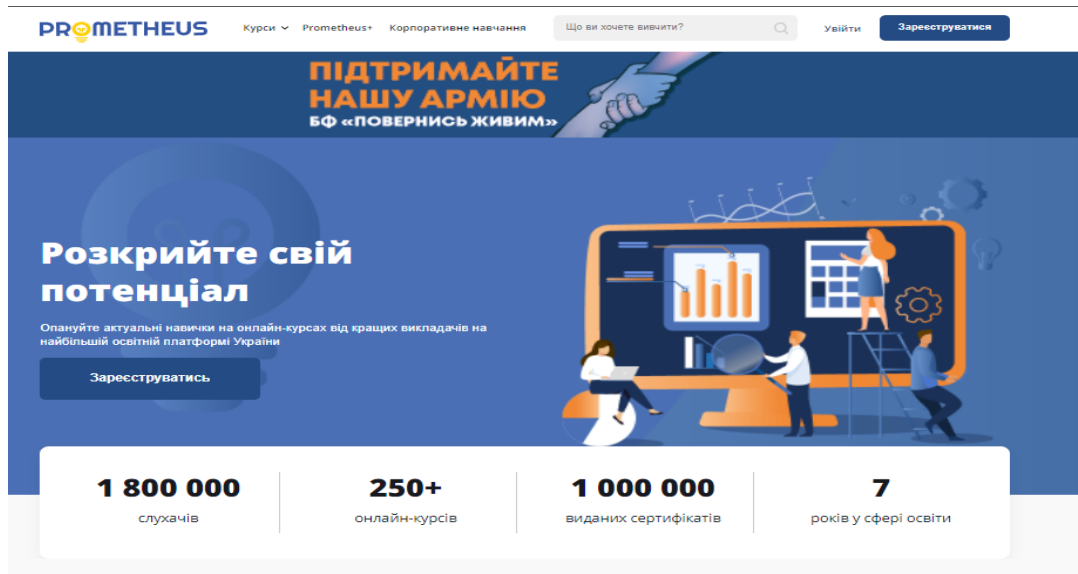 PROMETHEUS
Курси Prometheus+ Корпоративне навчання Що ви хочете вивчити? Увійти Зареєструватися
ПІДТРИМАЙТЕ
НАШУ АРМІЮ
БФ «ПОВЕРНИСЬ ЖИВИМ»
Розкрийте свій
потенціал
Опануйте актуальні навички на онлайн-курсах від кращих викладачів на
найбільшій освітній платформі України
Зареєструватись
1 800 000
слухачів
250+
онлайн-курсів
1 000 000
виданих сертифікатів
7
років у сфері освіти